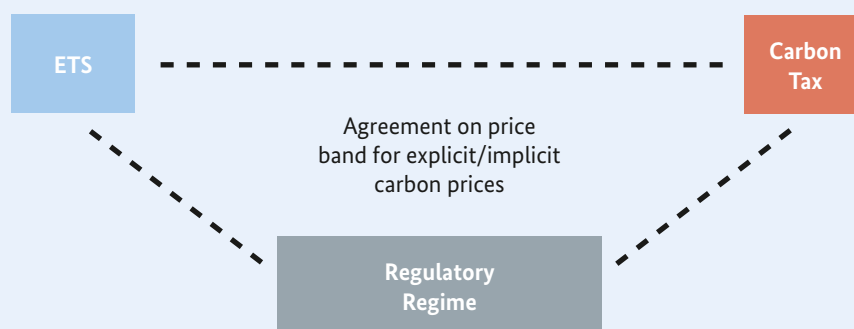 ETS
Carbon
Tax
Agreement on price
band for explicit/implicit
carbon prices
Regulatory
Regime